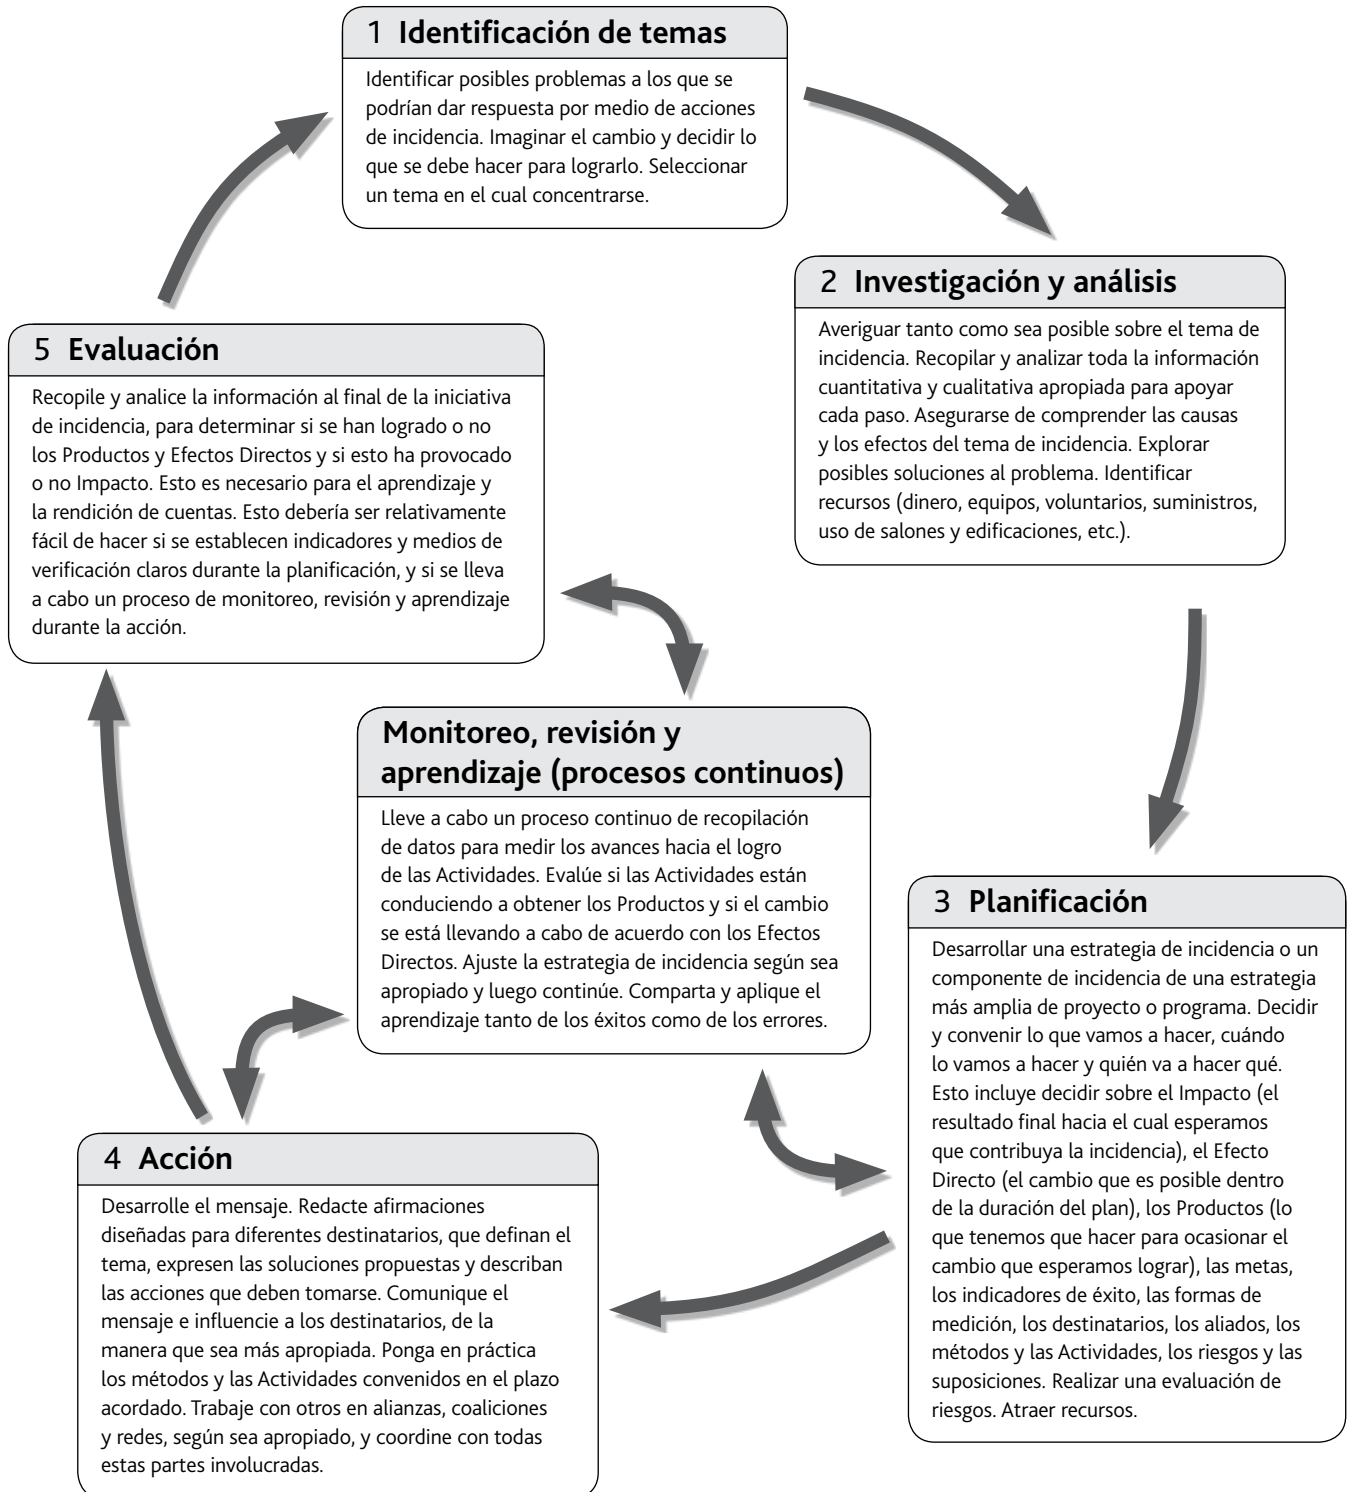 1 Identificación de temas
Identificar posibles problemas a los que se
podrían dar respuesta por medio de acciones
de incidencia. Imaginar el cambio y decidir lo
que se debe hacer para lograrlo. Seleccionar
un tema en el cual concentrarse.
2 Investigación y análisis
Averiguar tanto como sea posible sobre el tema de
incidencia. Recopilar y analizar toda la información
cuantitativa y cualitativa apropiada para apoyar
cada paso. Asegurarse de comprender las causas
y los efectos del tema de incidencia. Explorar
posibles soluciones al problema. Identificar
recursos (dinero, equipos, voluntarios, suministros,
uso de salones y edificaciones, etc.).
3 Planificación
Desarrollar una estrategia de incidencia o un
componente de incidencia de una estrategia
más amplia de proyecto o programa. Decidir
y convenir lo que vamos a hacer, cuándo
lo vamos a hacer y quién va a hacer qué.
Esto incluye decidir sobre el Impacto (el
resultado final hacia el cual esperamos
que contribuya la incidencia), el Efecto
Directo (el cambio que es posible dentro
de la duración del plan), los Productos (lo
que tenemos que hacer para ocasionar el
cambio que esperamos lograr), las metas,
los indicadores de éxito, las formas de
medición, los destinatarios, los aliados, los
métodos y las Actividades, los riesgos y las
suposiciones. Realizar una evaluación de
riesgos. Atraer recursos.
4 Acción
Desarrolle el mensaje. Redacte afirmaciones
diseñadas para diferentes destinatarios, que definan el
tema, expresen las soluciones propuestas y describan
las acciones que deben tomarse. Comunique el
mensaje e influencie a los destinatarios, de la
manera que sea más apropiada. Ponga en práctica
los métodos y las Actividades convenidos en el plazo
acordado. Trabaje con otros en alianzas, coaliciones
y redes, según sea apropiado, y coordine con todas
estas partes involucradas.
5 Evaluación
Recopile y analice la información al final de la iniciativa
de incidencia, para determinar si se han logrado o no
los Productos y Efectos Directos y si esto ha provocado
o no Impacto. Esto es necesario para el aprendizaje y
la rendición de cuentas. Esto debería ser relativamente
fácil de hacer si se establecen indicadores y medios de
verificación claros durante la planificación, y si se lleva
a cabo un proceso de monitoreo, revisión y aprendizaje
durante la acción.
Monitoreo, revisión y
aprendizaje (procesos continuos)
Lleve a cabo un proceso continuo de recopilación
de datos para medir los avances hacia el logro
de las Actividades. Evalúe si las Actividades están
conduciendo a obtener los Productos y si el cambio
se está llevando a cabo de acuerdo con los Efectos
Directos. Ajuste la estrategia de incidencia según sea
apropiado y luego continúe. Comparta y aplique el
aprendizaje tanto de los éxitos como de los errores.